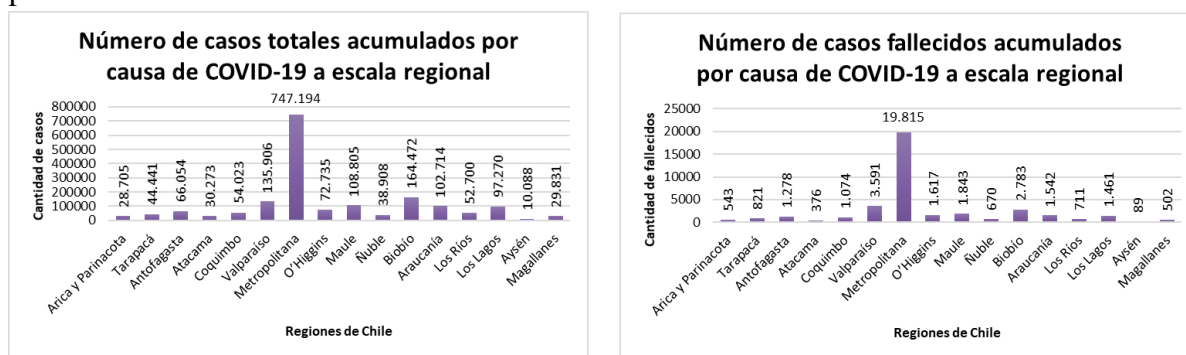 Número de casos totales acumulados por
causa de COVID-19 a escala regional
Cantidad de casos
800000
700000
600000
500000
400000
300000
200000
100000
0
28.705
44.441
66.054
30.273
54.023
135.906
747.194
72.735
108.805
38.908
164.472
102.714
52.700
97.270
10.088
29.831
Arica y Parinacota
Tarapacá
Antofagasta
Atacama
Coquimbo
Valparaíso
Metropolitana
O'Higgins
Maule
Ñuble
Biobío
Araucanía
Los Ríos
Los Lagos
Aysén
Magallanes
Regiones de Chile
Número de casos fallecidos acumulados
por causa de COVID-19 a escala regional
Cantidad de fallecidos
25000
20000
15000
10000
5000
0
543
821
1.278
376
1.074
3.591
19.815
1.617
1.843
670
2.783
1.542
711
1.461
89
502
Arica y Parinacota
Tarapacá
Antofagasta
Atacama
Coquimbo
Valparaíso
Metropolitana
O'Higgins
Maule
Ñuble
Biobío
Araucanía
Los Ríos
Los Lagos
Aysén
Magallanes
Regiones de Chile